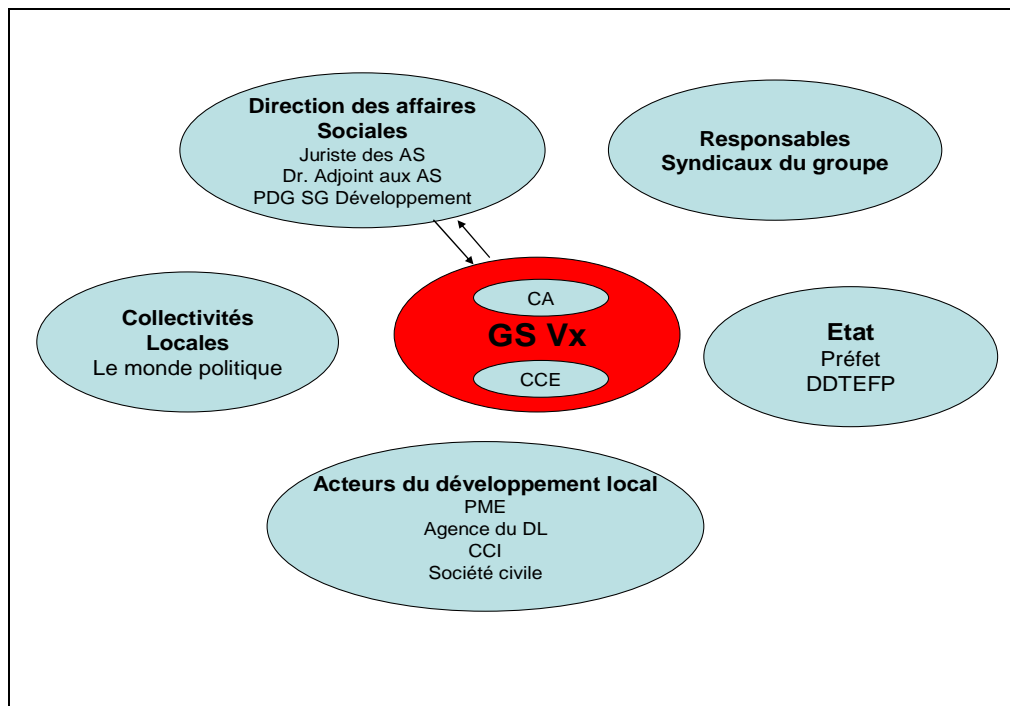 Direction des affaires
Sociales
Juriste des AS
Dr. Adjoint aux AS
PDG SG Développement
Responsables
Syndicaux du groupe
CA
GS Vx
CCE
Collectivités
Locales
Le monde politique
Etat
Préfet
DDTEFP
Acteurs du développement local
PME
Agence du DL
CCI
Société civile